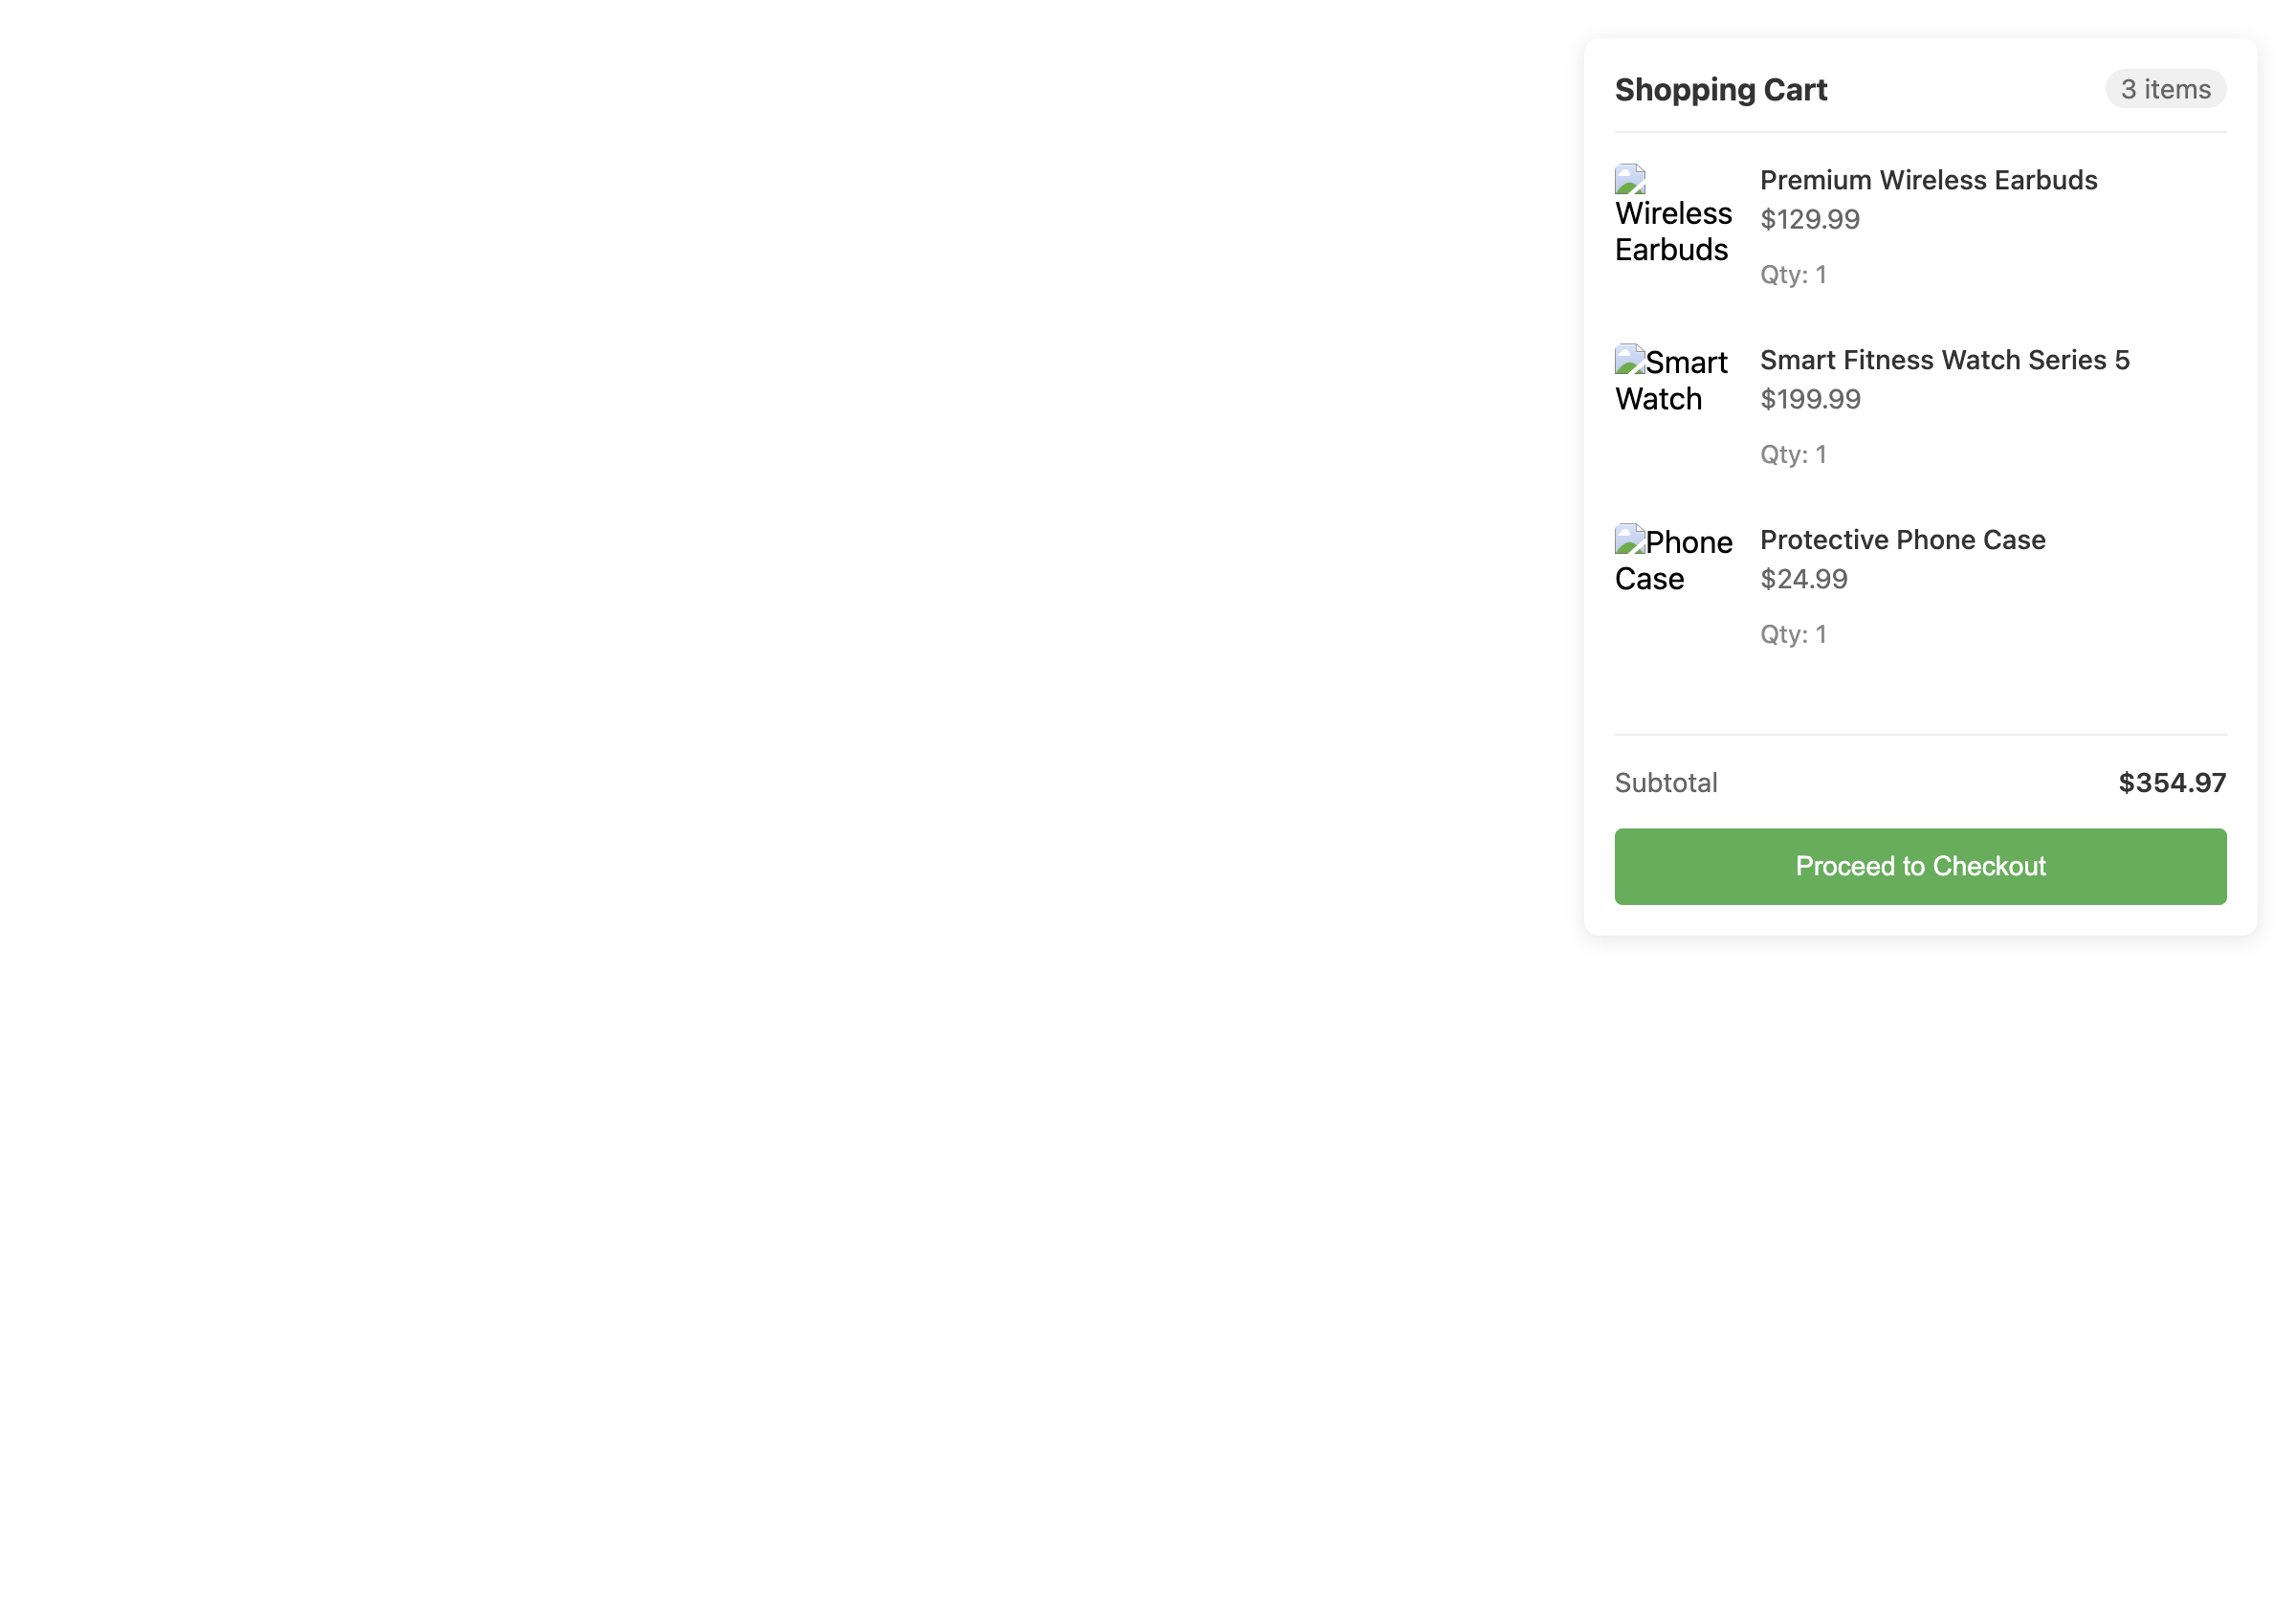 Shopping Cart
3 items
Wireless
Earbuds
Premium Wireless Earbuds
$129.99
Qty: 1
Smart
Watch
Smart Fitness Watch Series 5
$199.99
Qty: 1
Phone
Case
Protective Phone Case
$24.99
Qty: 1
Subtotal
$354.97
Proceed to Checkout